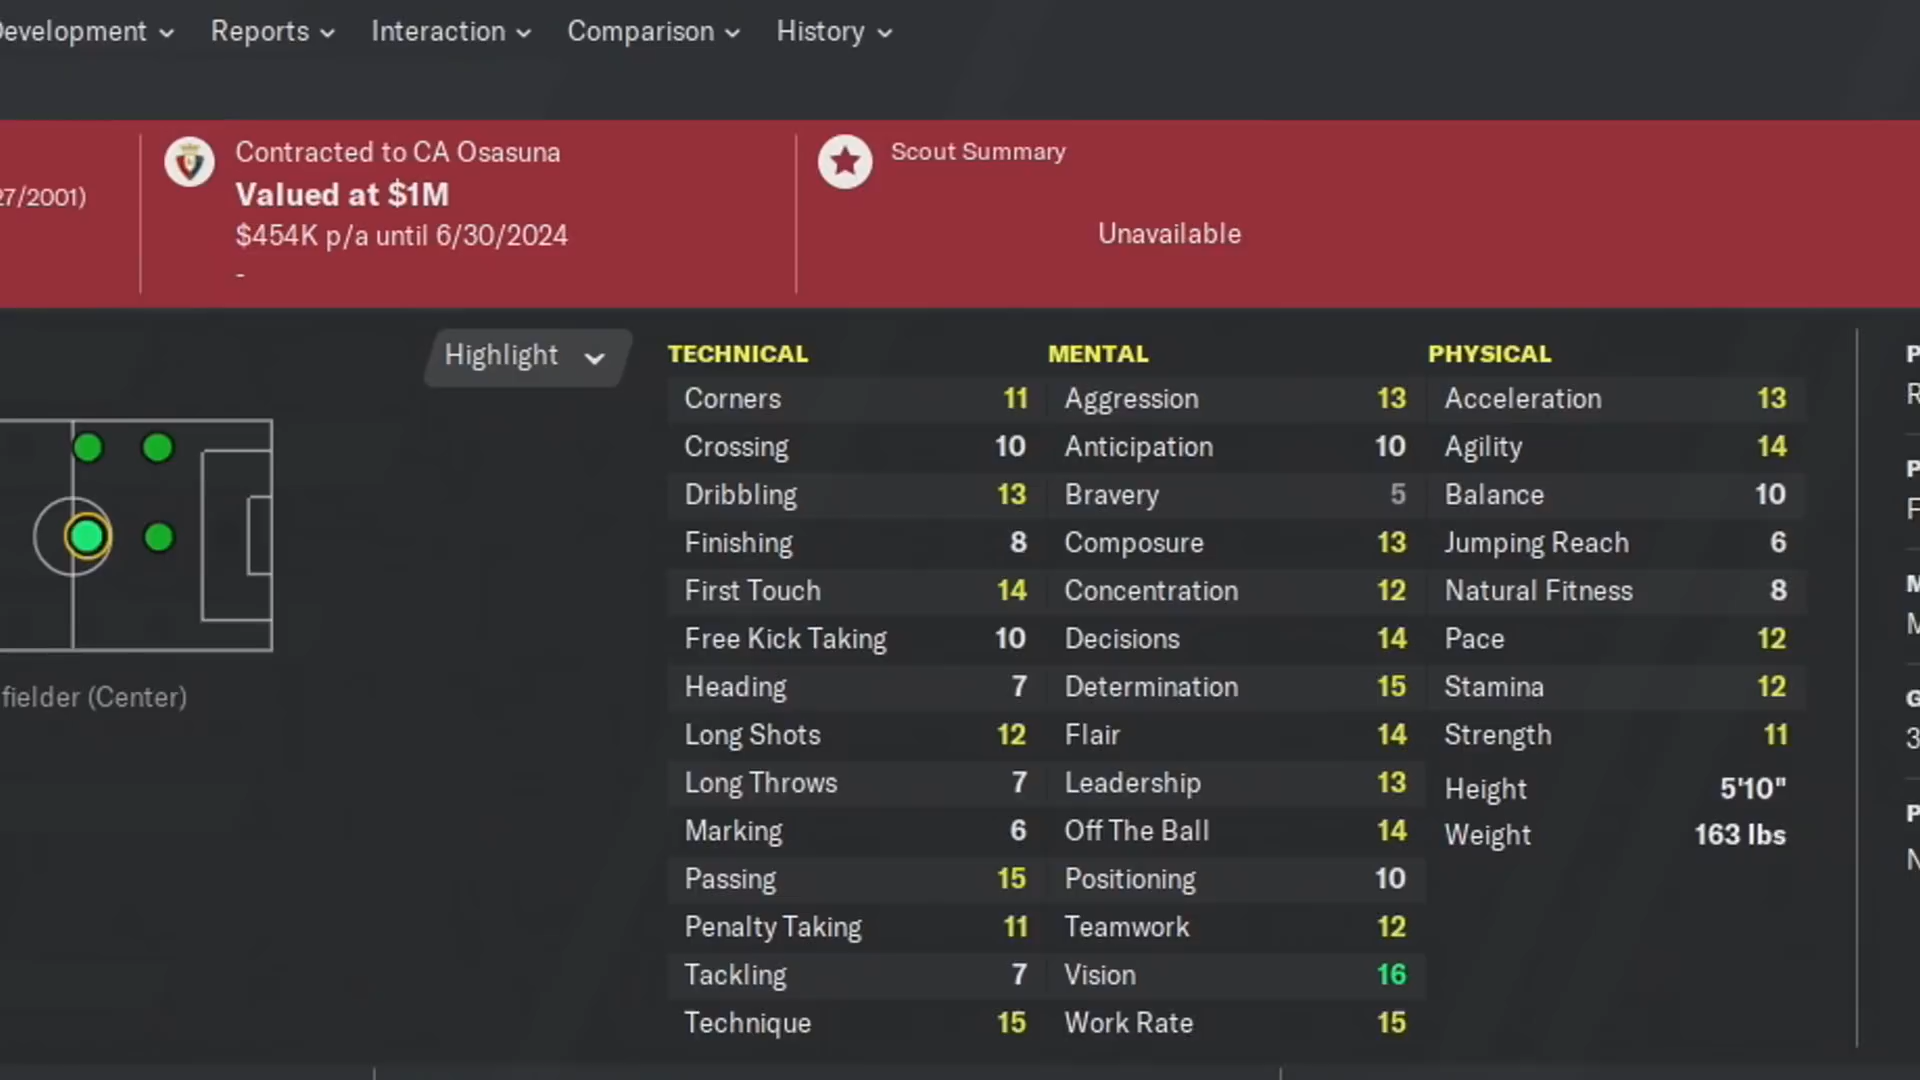 Development
Reports
Interaction
Comparison
History
27/2001)
Contracted to CA Osasuna
Valued at $1M
$454K p/a until 6/30/2024
-
Scout Summary
Unavailable
Highlight
fielder (Center)
TECHNICAL
Corners 11
Crossing 10
Dribbling 13
Finishing 8
First Touch 14
Free Kick Taking 10
Heading 7
Long Shots 12
Long Throws 7
Marking 6
Passing 15
Penalty Taking 11
Tackling 7
Technique 15
MENTAL
Aggression 13
Anticipation 10
Bravery 5
Composure 13
Concentration 12
Decisions 14
Determination 15
Flair 14
Leadership 13
Off The Ball 14
Positioning 10
Teamwork 12
Vision 16
Work Rate 15
PHYSICAL
Acceleration 13
Agility 14
Balance 10
Jumping Reach 6
Natural Fitness 8
Pace 12
Stamina 12
Strength 11
Height 5'10"
Weight 163 lbs